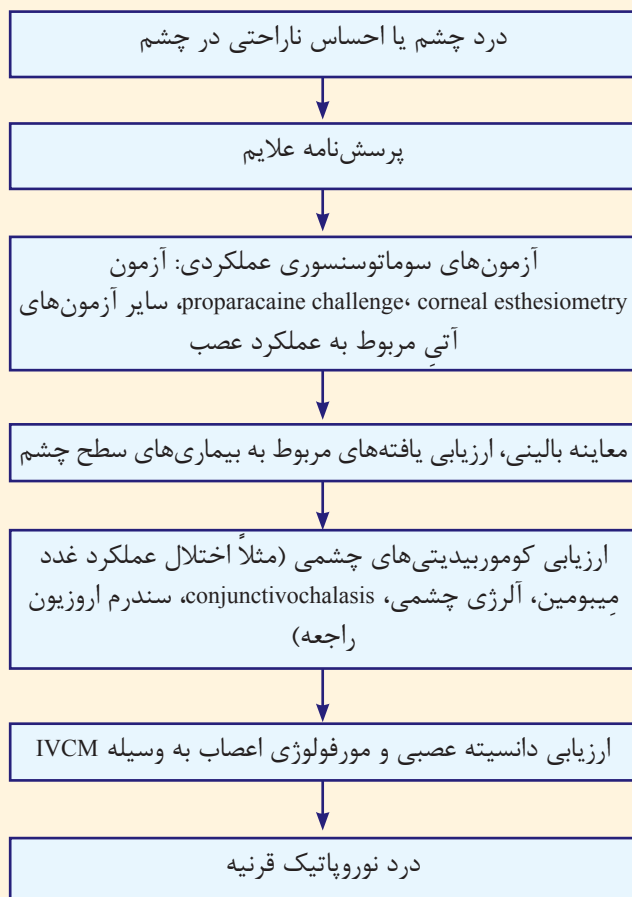 درد چشم یا احساس ناراحتی در چشم
پرسش‌نامه علایم
آزمون‌های سوماتوسنسوری عملکردی: آزمون
proparacaine challenge، corneal esthesiometry، سایر آزمون‌های
آتیِ مربوط به عملکرد عصب
معاینه بالینی، ارزیابی یافته‌های مربوط به بیماری‌های سطح چشم
ارزیابی کوموربیدیتی‌های چشمی (مثلاً اختلال عملکرد غدد
مِیبومین، آلرژی چشمی، conjunctivochalasis، سندرم اروزیون
راجعه)
ارزیابی دانسیته عصبی و مورفولوژی اعصاب به وسیله IVCM
درد نوروپاتیک قرنیه